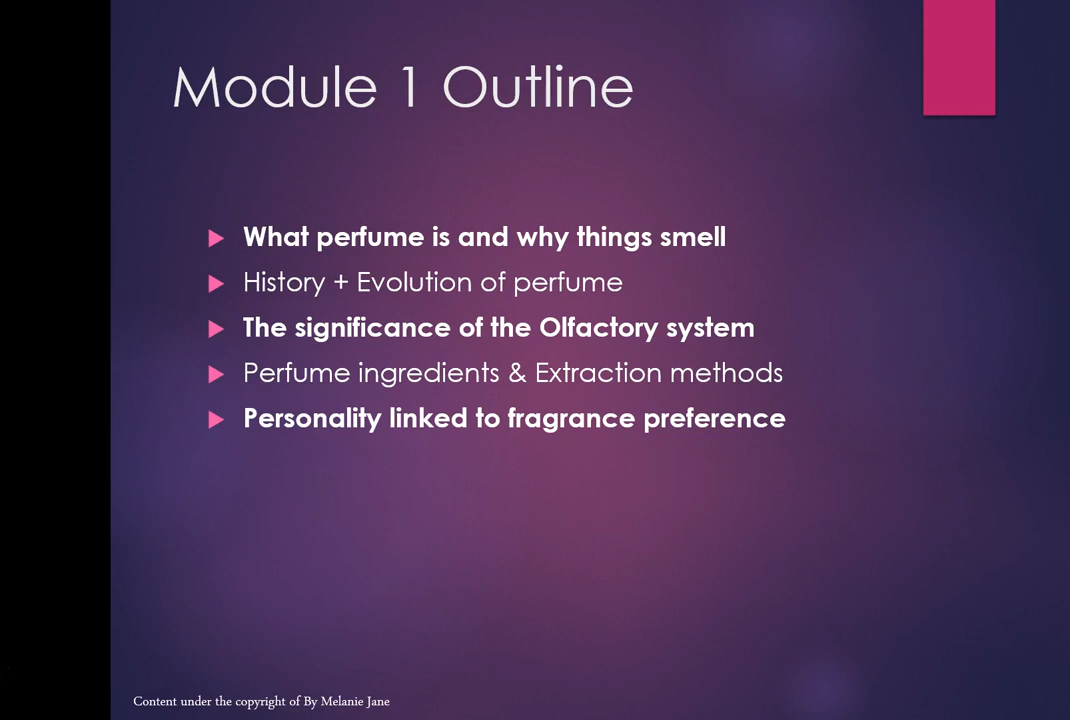 Module 1 Outline
What perfume is and why things smell
History + Evolution of perfume
The significance of the Olfactory system
Perfume ingredients & Extraction methods
Personality linked to fragrance preference
Content under the copyright of By Melanie Jane